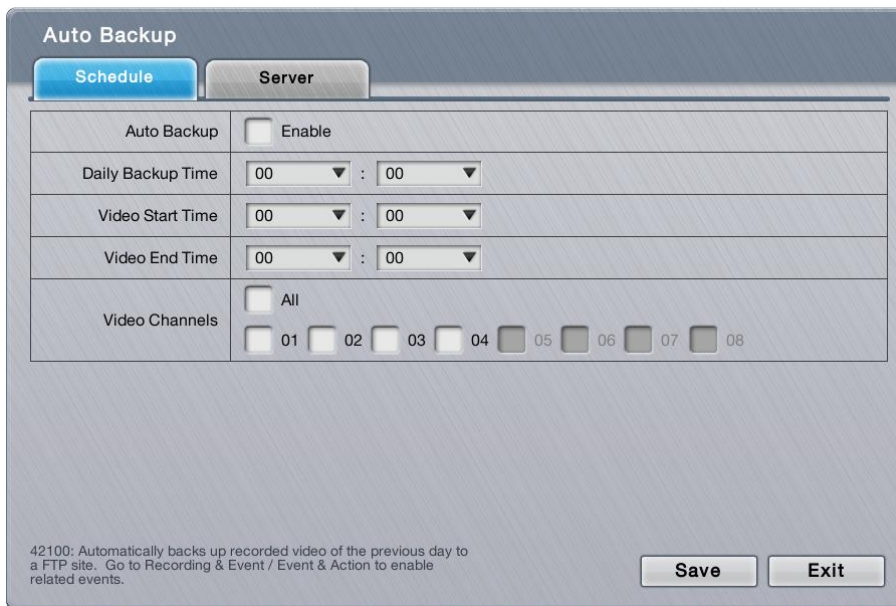 Auto Backup
Schedule Server
Auto Backup Enable
Daily Backup Time 00 : 00
Video Start Time 00 : 00
Video End Time 00 : 00
Video Channels All
01 02 03 04 05 06 07 08
42100: Automatically backs up recorded video of the previous day to
a FTP site. Go to Recording & Event / Event & Action to enable
related events.
Save Exit